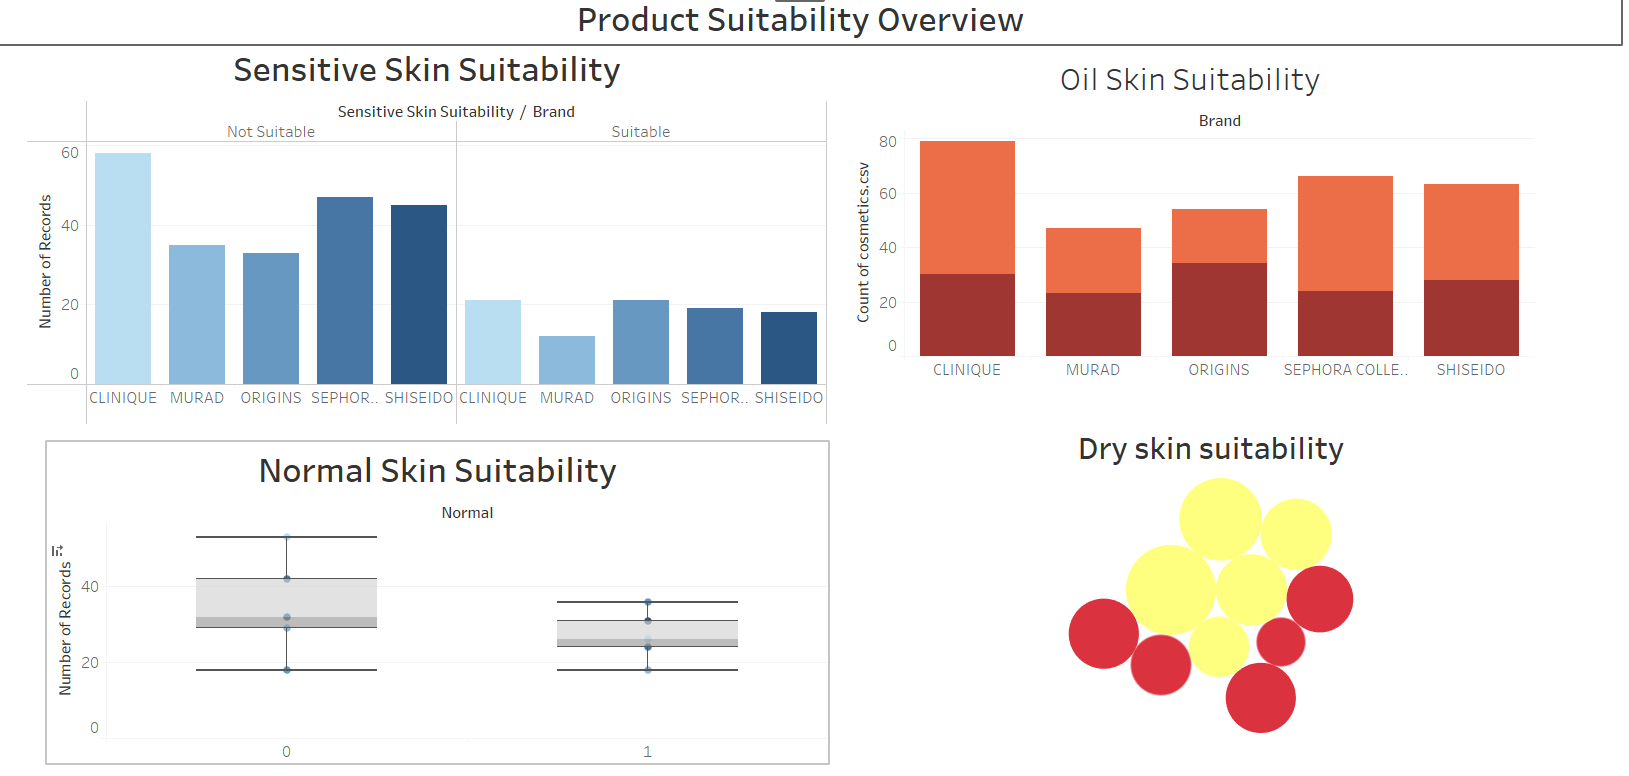 Product Suitability Overview
Sensitive Skin Suitability
Sensitive Skin Suitability / Brand
Not Suitable
Suitable
Number of Records
60
40
20
0
CLINIQUE MURAD ORIGINS SEPHOR.. SHISEIDO CLINIQUE MURAD ORIGINS SEPHOR.. SHISEIDO
Oil Skin Suitability
Brand
Count of cosmetics.csv
80
60
40
20
0
CLINIQUE MURAD ORIGINS SEPHORA COLLE.. SHISEIDO
Normal Skin Suitability
Normal
Number of Records
40
20
0
0 1
Dry skin suitability